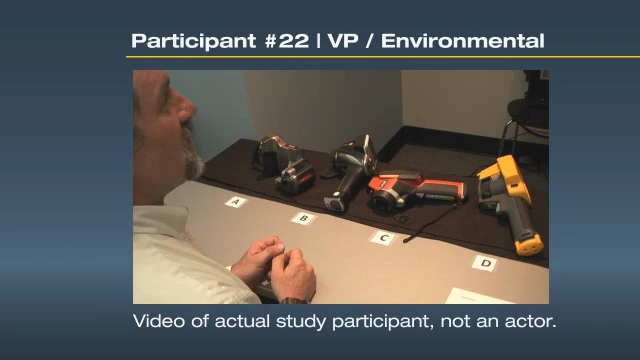 Participant #22 | VP / Environmental
A
B
C
D
Video of actual study participant, not an actor.